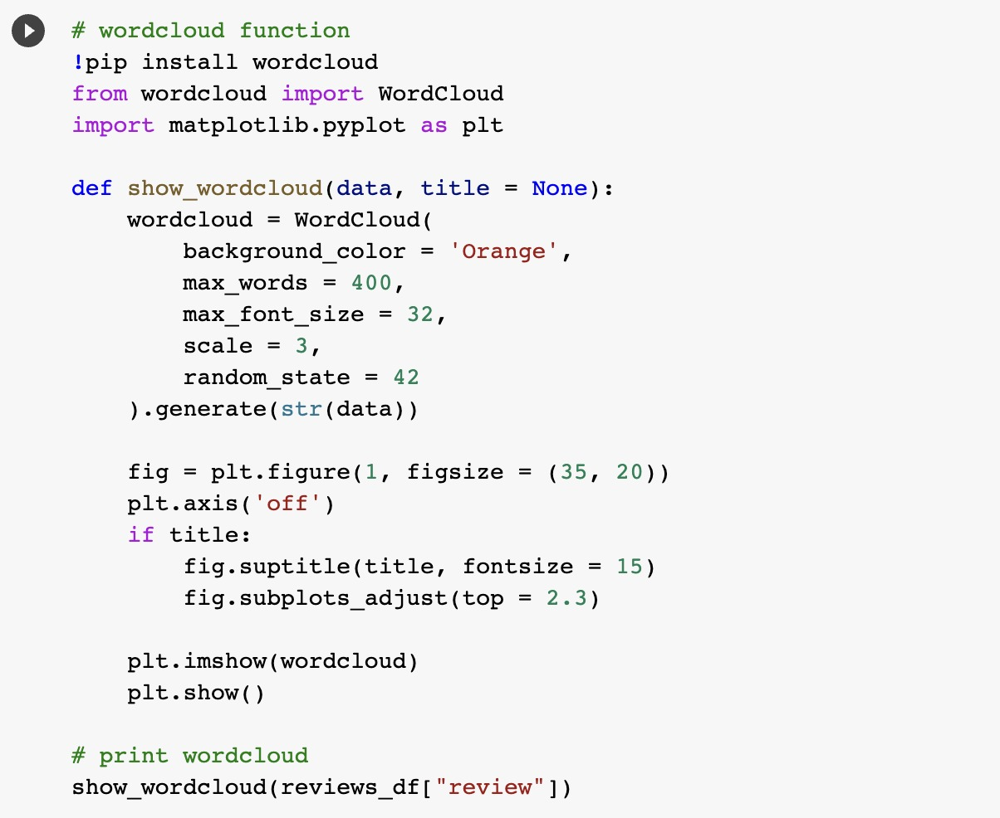 # wordcloud function
!pip install wordcloud
from wordcloud import WordCloud
import matplotlib.pyplot as plt

def show_wordcloud(data, title = None):
    wordcloud = WordCloud(
        background_color = 'Orange',
        max_words = 400,
        max_font_size = 32,
        scale = 3,
        random_state = 42
    ).generate(str(data))

    fig = plt.figure(1, figsize = (35, 20))
    plt.axis('off')
    if title:
        fig.suptitle(title, fontsize = 15)
        fig.subplots_adjust(top = 2.3)

    plt.imshow(wordcloud)
    plt.show()

# print wordcloud
show_wordcloud(reviews_df["review"])